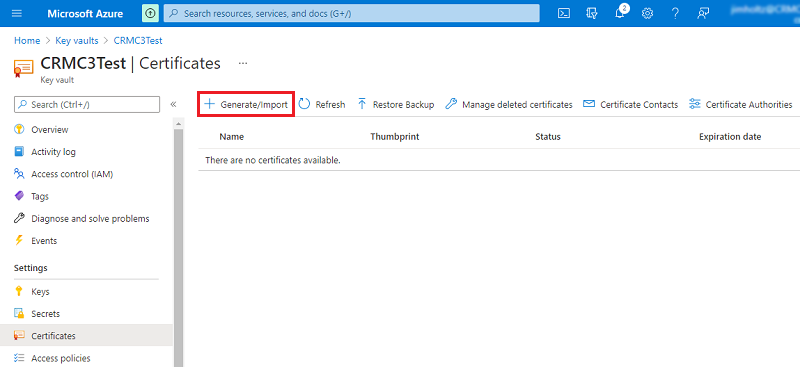 Microsoft Azure
Search resources, services, and docs (G+/)
2
Home > Key vaults > CRMC3Test
CRMC3Test | Certificates ...
Key vault
Search (Ctrl+/)
«
Generate/Import
Refresh
Restore Backup
Manage deleted certificates
Certificate Contacts
Certificate Authorities
Name Thumbprint Status Expiration date
There are no certificates available.
Overview
Activity log
Access control (IAM)
Tags
Diagnose and solve problems
Events
Settings
Keys
Secrets
Certificates
Access policies